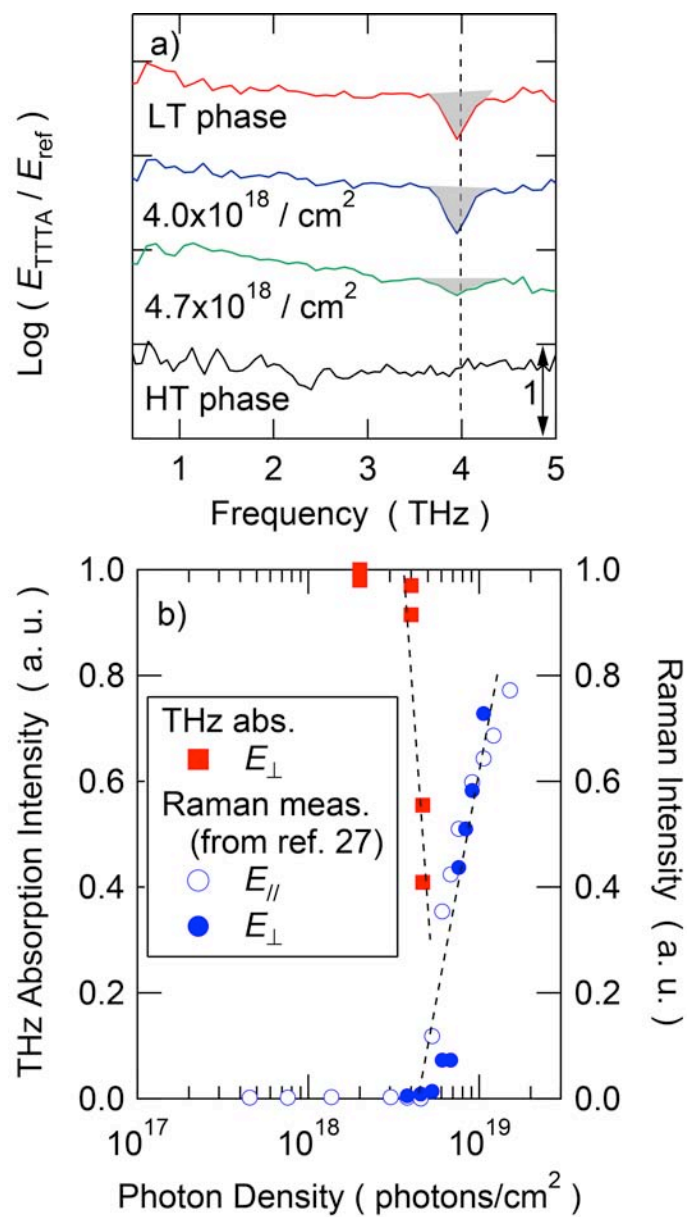 a)
Log ( E_TTTA / E_ref )
LT phase
4.0x10^18 / cm^2
4.7x10^18 / cm^2
HT phase
1
1 2 3 4 5
Frequency ( THz )
b)
THz Absorption Intensity ( a. u. )
1.0
0.8
0.6
0.4
0.2
0.0
THz abs.
E⊥
Raman meas.
(from ref. 27)
E//
E⊥
1.0
0.8
0.6
0.4
0.2
0.0
Raman Intensity ( a. u. )
10^17 10^18 10^19
Photon Density ( photons/cm^2 )